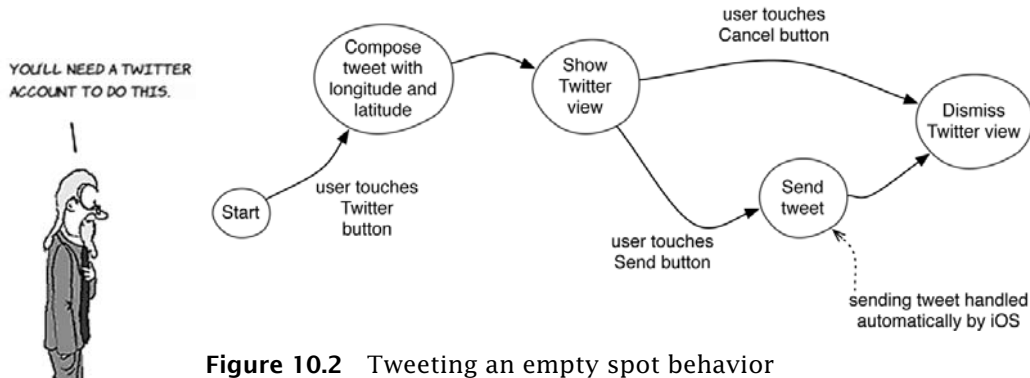 YOU'LL NEED A TWITTER
ACCOUNT TO DO THIS.
Start
user touches
Twitter
button
Compose
tweet with
longitude and
latitude
Show
Twitter
view
user touches
Cancel button
user touches
Send button
Send
tweet
sending tweet handled
automatically by iOS
Dismiss
Twitter view
Figure 10.2 Tweeting an empty spot behavior